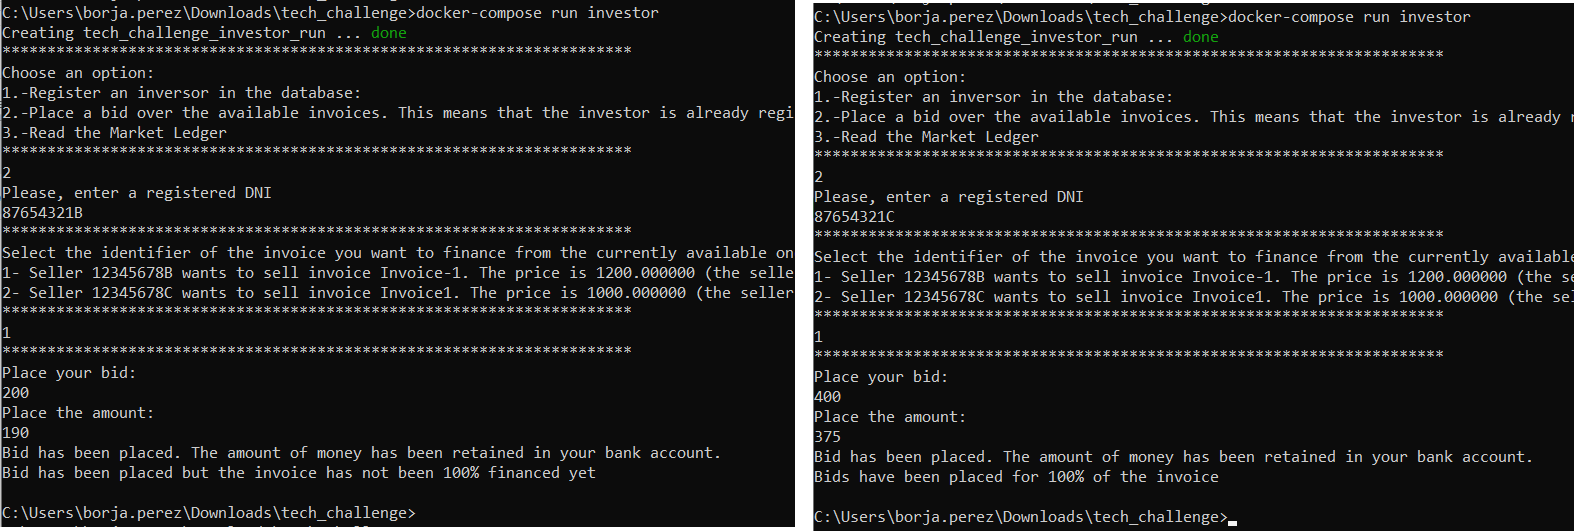 C:\Users\borja.perez\Downloads\tech_challenge>docker-compose run investor
Creating tech_challenge_investor_run ... done
**********************************************************************
Choose an option:
1.-Register an inversor in the database:
2.-Place a bid over the available invoices. This means that the investor is already regi
3.-Read the Market Ledger
**********************************************************************
2
Please, enter a registered DNI
87654321B
**********************************************************************
Select the identifier of the invoice you want to finance from the currently available on
1- Seller 12345678B wants to sell invoice Invoice-1. The price is 1200.000000 (the selle
2- Seller 12345678C wants to sell invoice Invoice1. The price is 1000.000000 (the seller
**********************************************************************
1
**********************************************************************
Place your bid:
200
Place the amount:
190
Bid has been placed. The amount of money has been retained in your bank account.
Bid has been placed but the invoice has not been 100% financed yet
C:\Users\borja.perez\Downloads\tech_challenge>
C:\Users\borja.perez\Downloads\tech_challenge>docker-compose run investor
Creating tech_challenge_investor_run ... done
**********************************************************************
Choose an option:
1.-Register an inversor in the database:
2.-Place a bid over the available invoices. This means that the investor is already
3.-Read the Market Ledger
**********************************************************************
2
Please, enter a registered DNI
87654321C
**********************************************************************
Select the identifier of the invoice you want to finance from the currently available
1- Seller 12345678B wants to sell invoice Invoice-1. The price is 1200.000000 (the se
2- Seller 12345678C wants to sell invoice Invoice1. The price is 1000.000000 (the sel
**********************************************************************
1
**********************************************************************
Place your bid:
400
Place the amount:
375
Bid has been placed. The amount of money has been retained in your bank account.
Bids have been placed for 100% of the invoice
C:\Users\borja.perez\Downloads\tech_challenge>